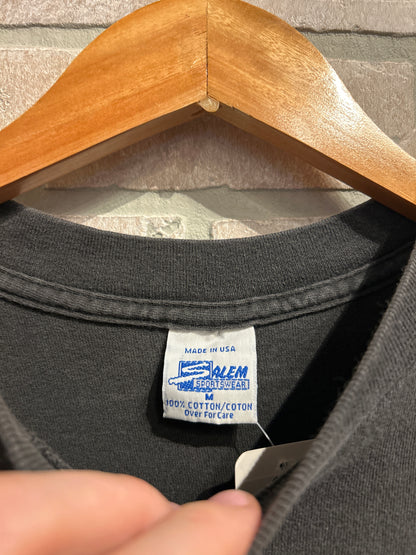 MADE IN USA
SALEM
SPORTSWEAR
M
100% COTTON/COTON
Over For Care